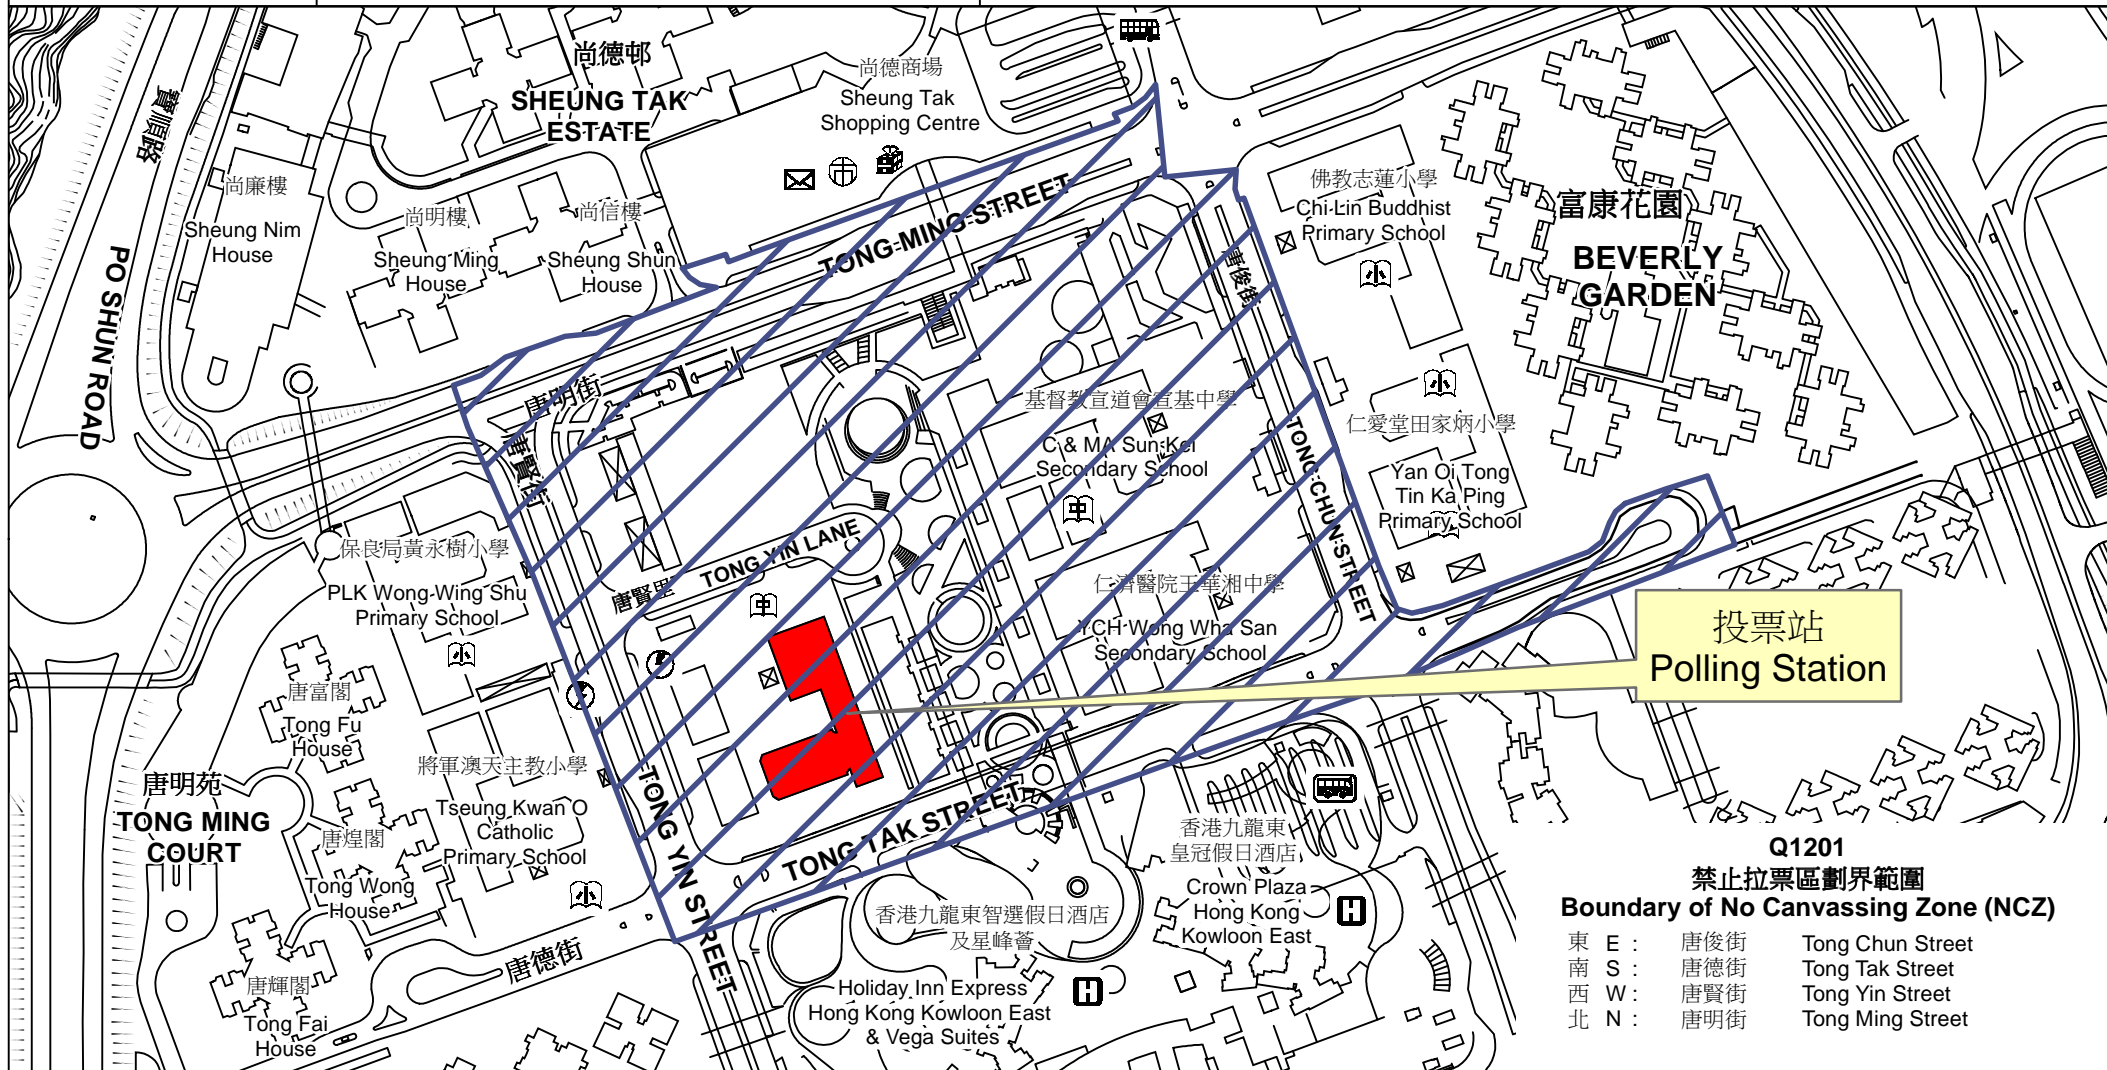 尚德邨
SHEUNG TAK
ESTATE
尚德商場
Sheung Tak
Shopping Centre
寶順路
PO SHUN ROAD
尚廉樓
Sheung Nim
House
尚明樓
Sheung Ming
House
尚信樓
Sheung Shun
House
TONG MING STREET
唐明街
唐俊街
TONG CHUN STREET
佛教志蓮小學
Chi Lin Buddhist
Primary School
富康花園
BEVERLY
GARDEN
仁愛堂田家炳小學
Yan Oi Tong
Tin Ka Ping
Primary School
基督教宣道會宣基中學
C & MA Sun Kei
Secondary School
唐賢街
TONG YIN STREET
唐賢里
TONG YIN LANE
仁濟醫院王華湘中學
YCH Wong Wha San
Secondary School
保良局黃永樹小學
PLK Wong Wing Shu
Primary School
投票站
Polling Station
唐富閣
Tong Fu
House
唐明苑
TONG MING
COURT
唐煌閣
Tong Wong
House
唐輝閣
Tong Fai
House
將軍澳天主教小學
Tseung Kwan O
Catholic
Primary School
TONG TAK STREET
唐德街
香港九龍東
皇冠假日酒店
Crown Plaza
Hong Kong
Kowloon East
香港九龍東智選假日酒店
及星峰薈
Holiday Inn Express
Hong Kong Kowloon East
& Vega Suites
Q1201
禁止拉票區劃界範圍
Boundary of No Canvassing Zone (NCZ)
東 E : 唐俊街 Tong Chun Street
南 S : 唐德街 Tong Tak Street
西 W : 唐賢街 Tong Yin Street
北 N : 唐明街 Tong Ming Street